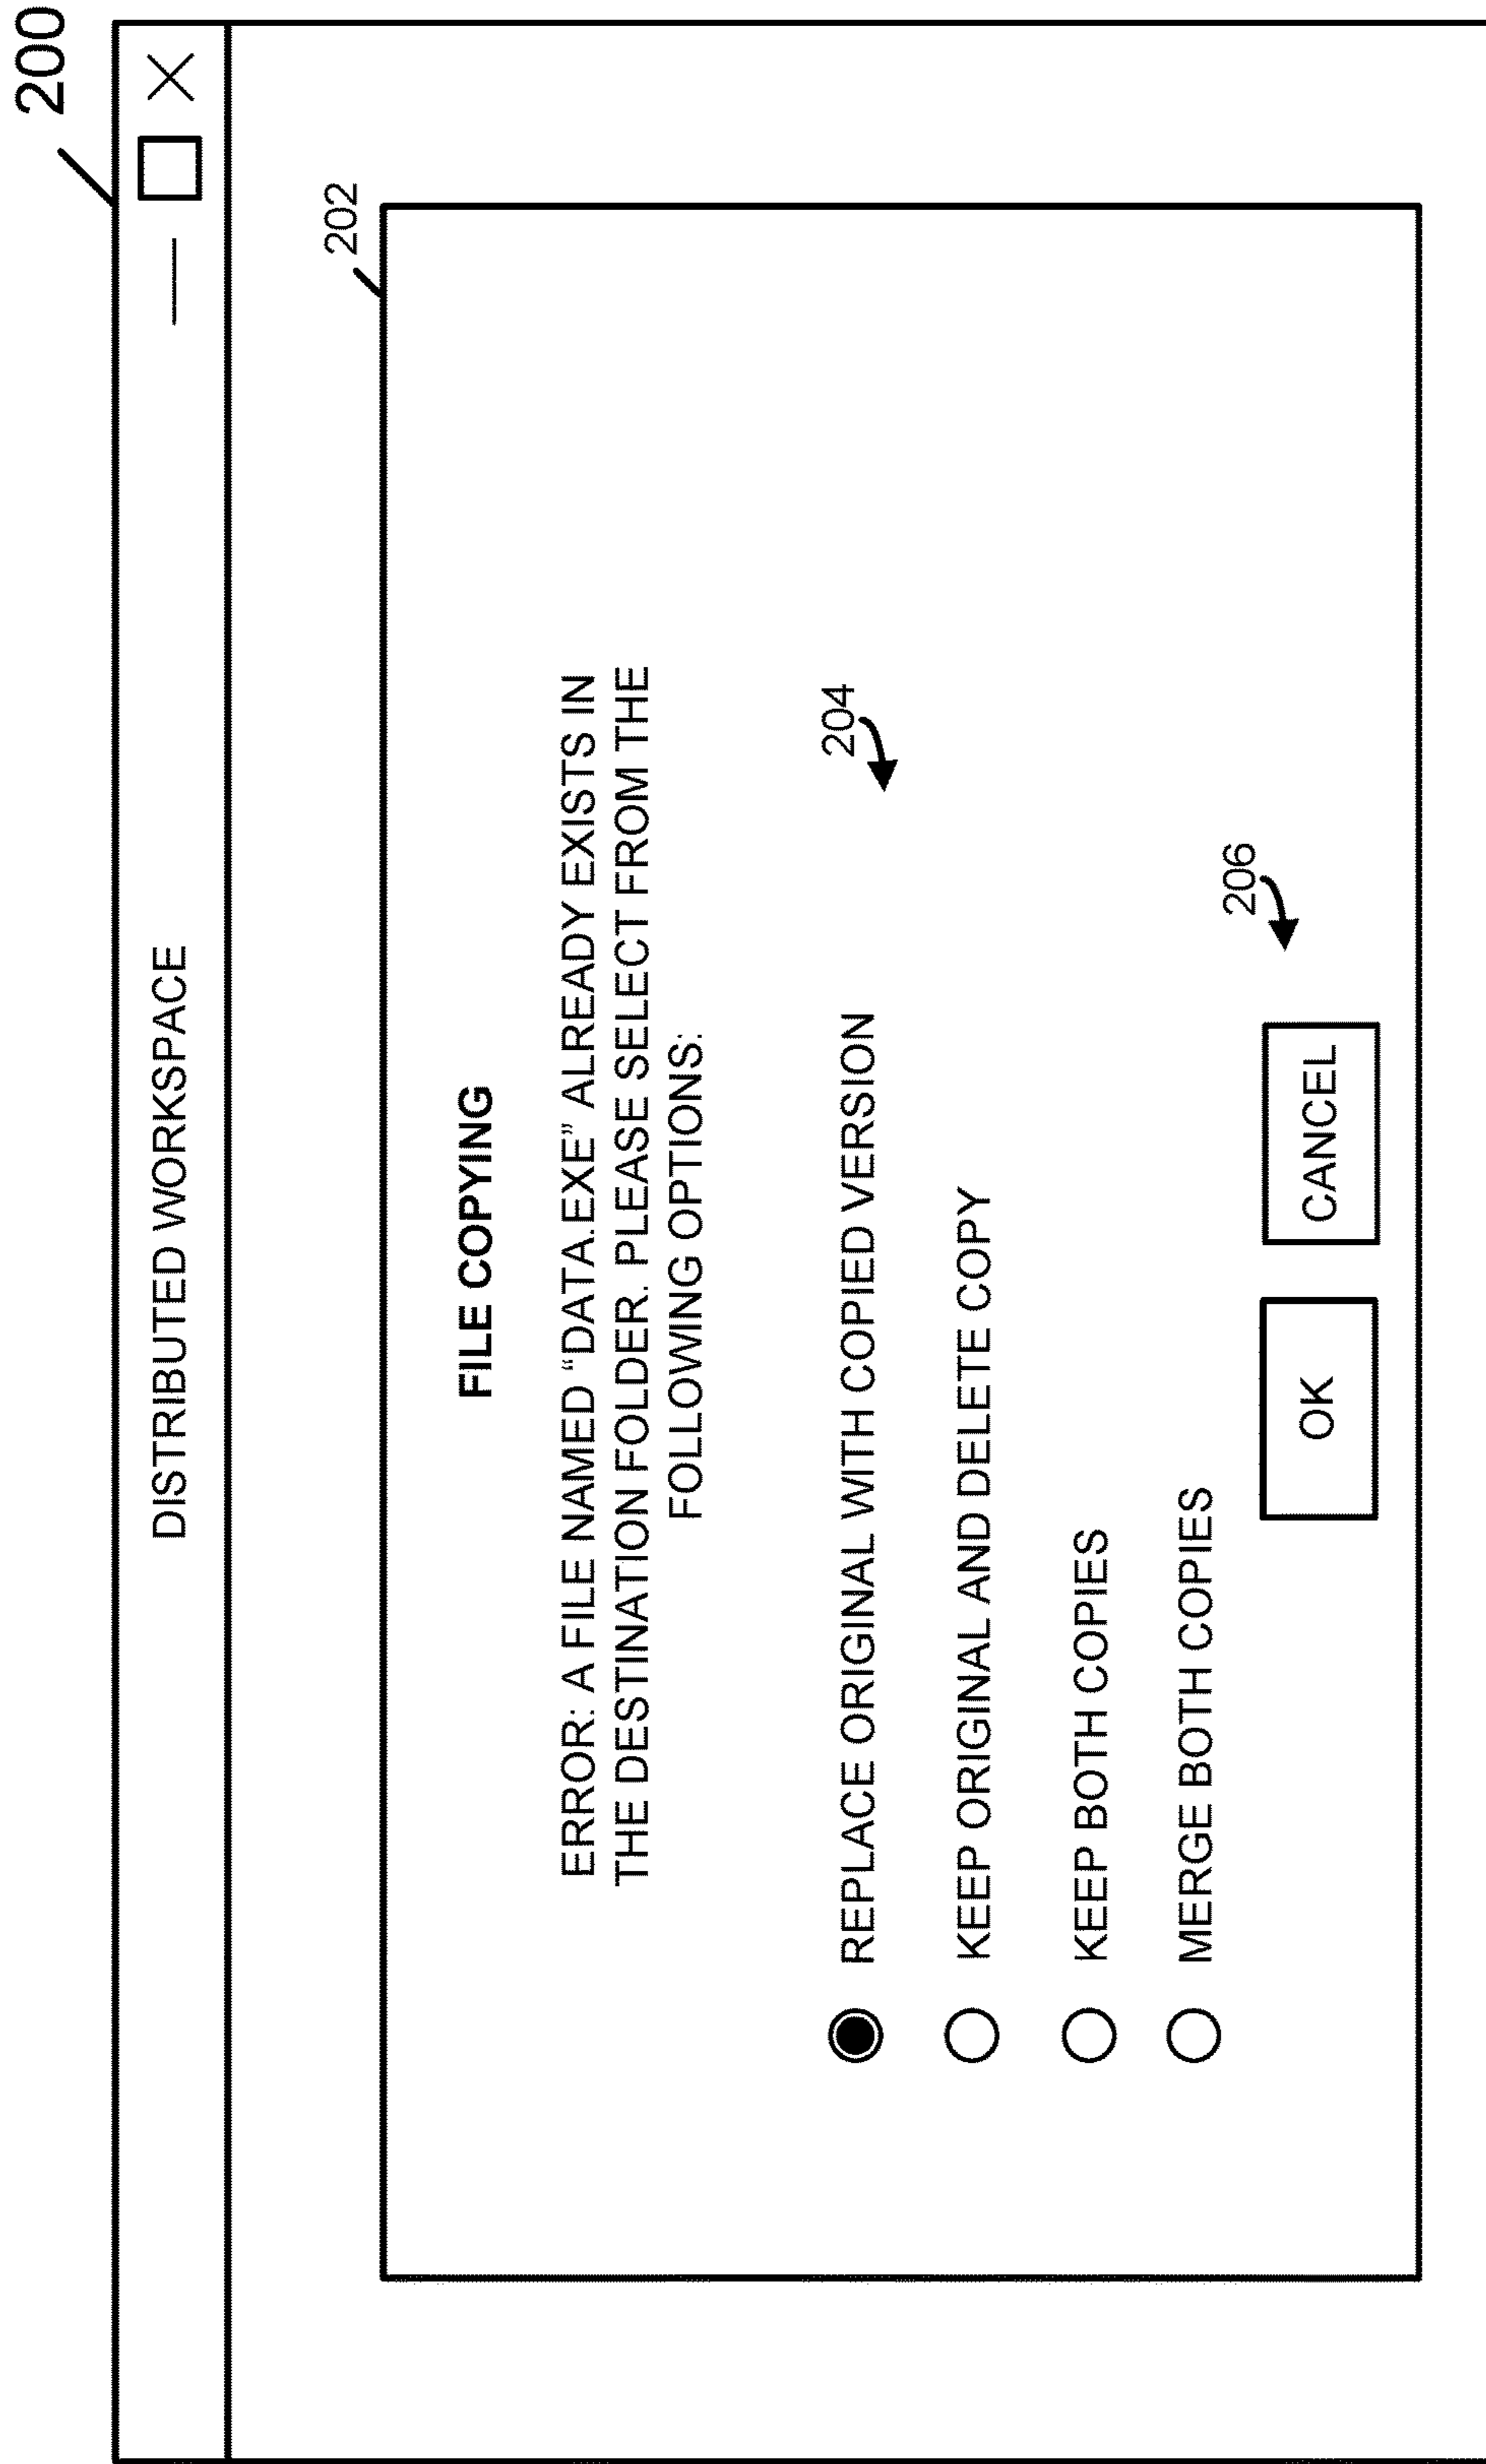 200
DISTRIBUTED WORKSPACE
202
FILE COPYING
ERROR: A FILE NAMED “DATA.EXE” ALREADY EXISTS IN
THE DESTINATION FOLDER. PLEASE SELECT FROM THE
FOLLOWING OPTIONS:
204
REPLACE ORIGINAL WITH COPIED VERSION
KEEP ORIGINAL AND DELETE COPY
KEEP BOTH COPIES
MERGE BOTH COPIES
206
OK
CANCEL